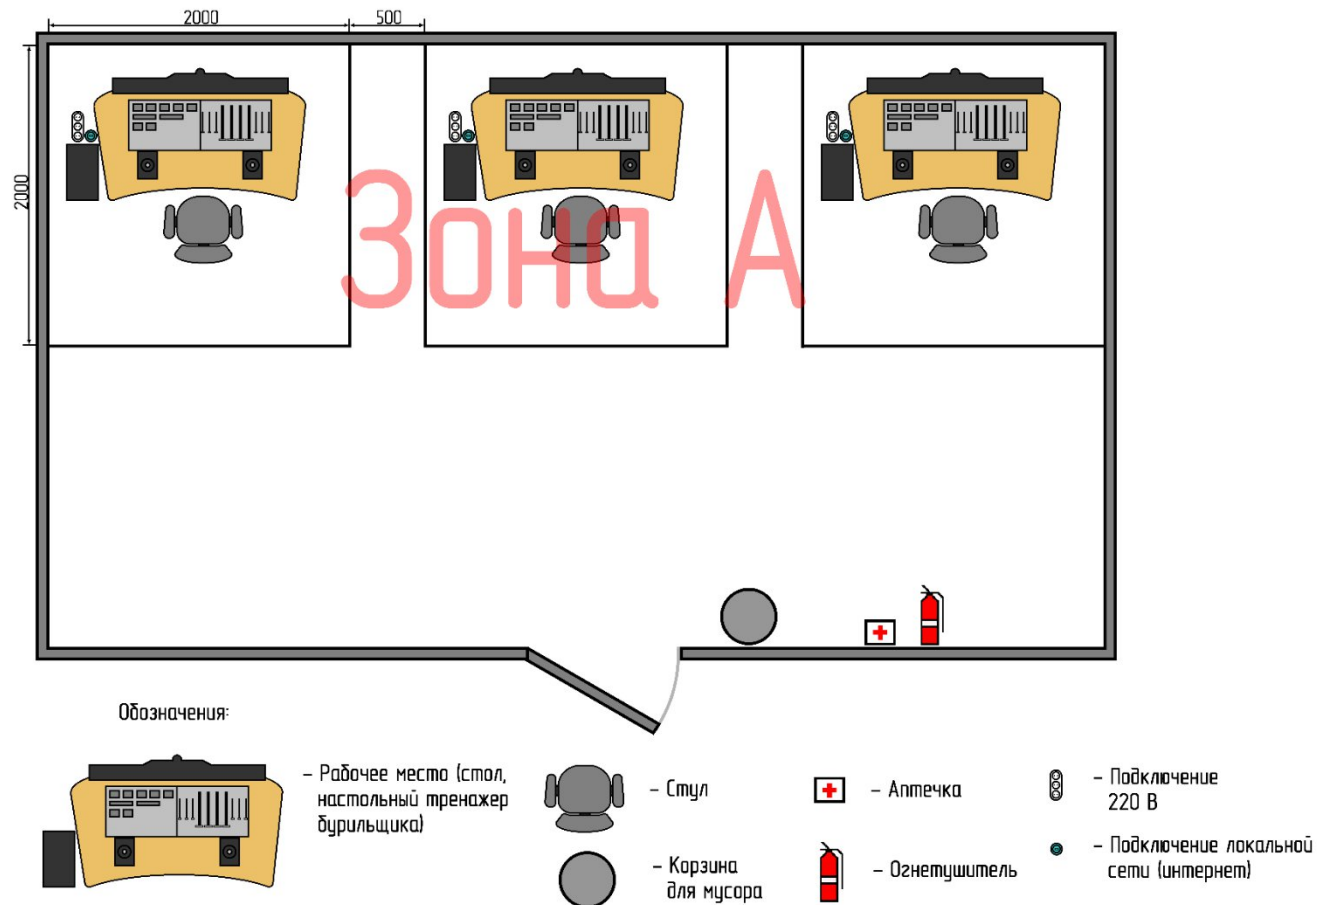 2000
500
2000
Зона А
Обозначения:
– Рабочее место (стол,
настольный тренажер
бурильщика)
– Стул
– Корзина
для мусора
– Аптечка
– Огнетушитель
– Подключение
220 В
– Подключение локальной
сети (интернет)